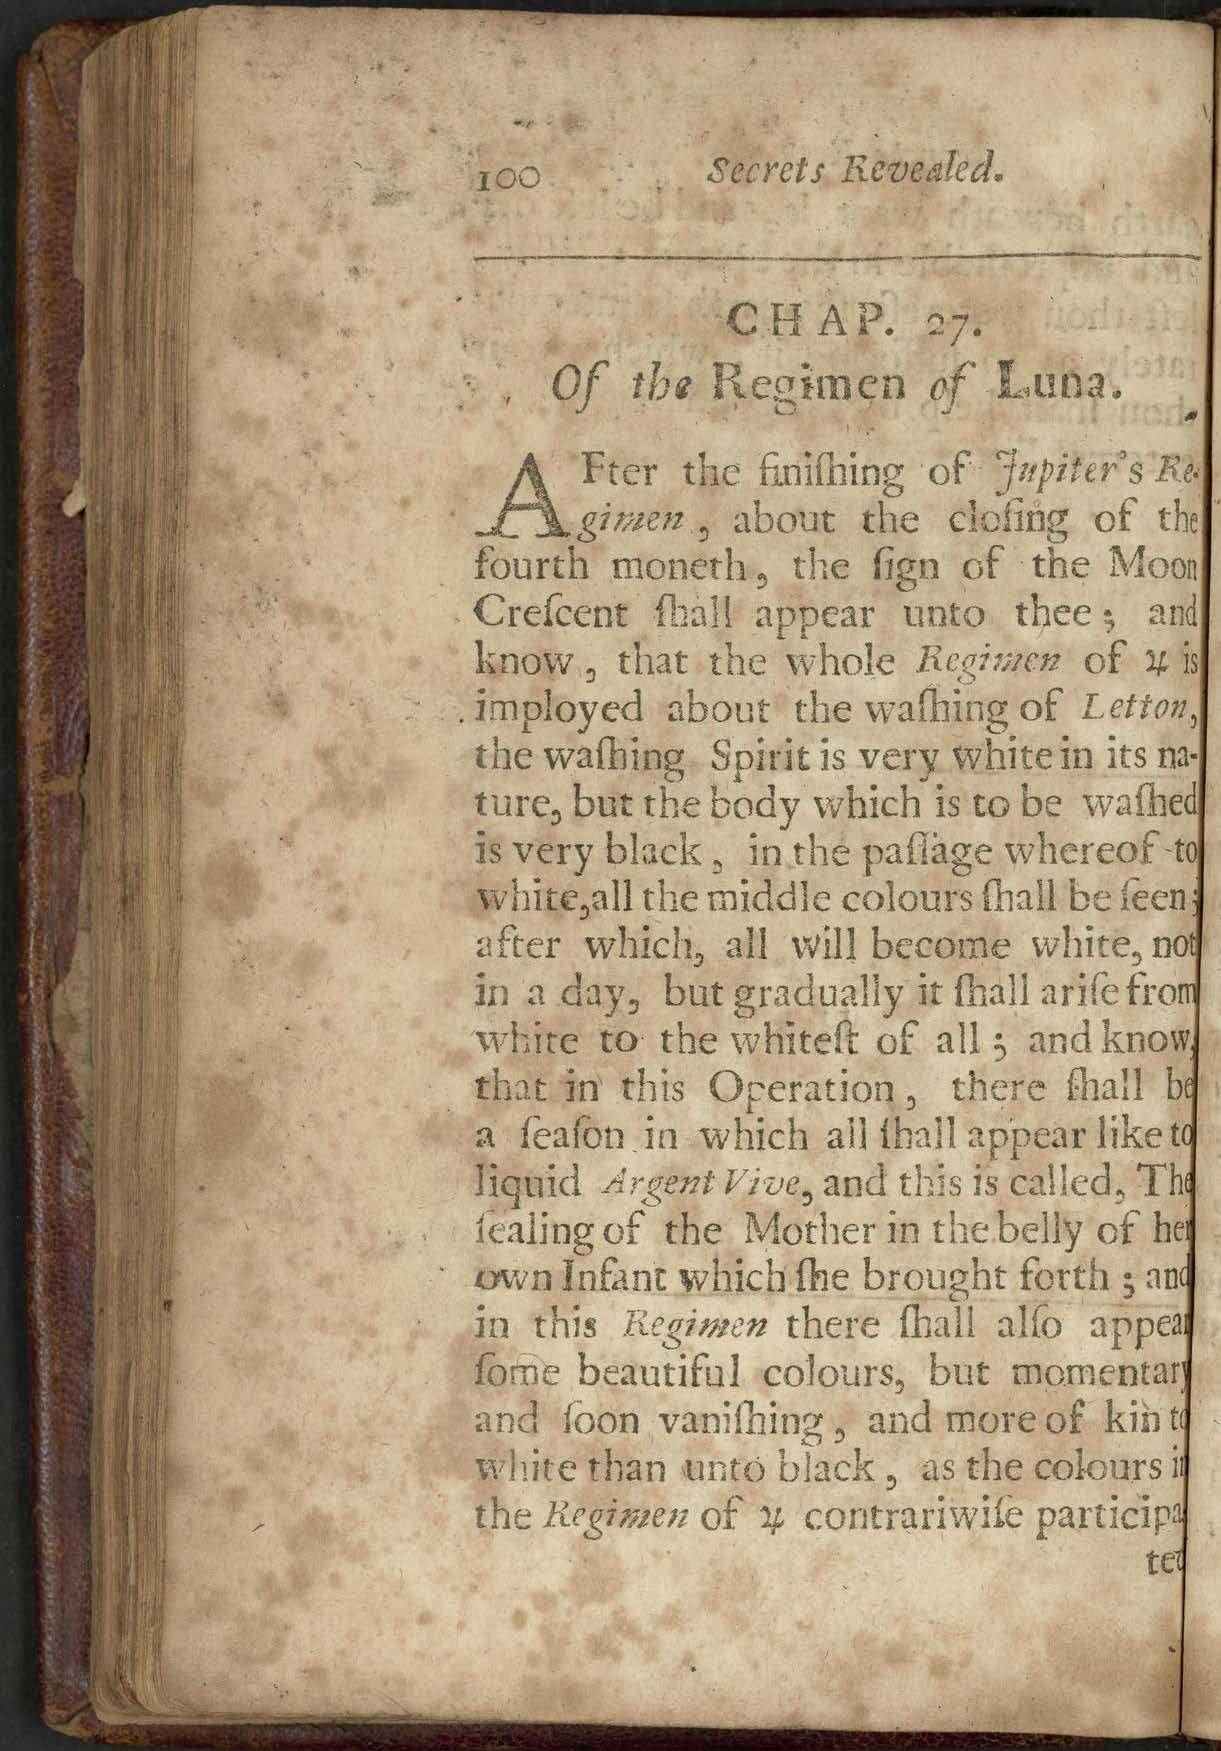 100 Secrets Revealed.
CHAP. 27.
Of the Regimen of Luna.
AFter the finiſhing of Jupiter's Re-
gimen, about the cloſing of the
fourth moneth, the ſign of the Moon
Creſcent ſhall appear unto thee; and
know, that the whole Regimen of ♃ is
imployed about the waſhing of Letton,
the waſhing Spirit is very white in its na-
ture, but the body which is to be waſhed
is very black, in the paſſage whereof to
white, all the middle colours ſhall be ſeen;
after which, all will become white, not
in a day, but gradually it ſhall ariſe from
white to the whiteſt of all; and know,
that in this Operation, there ſhall be
a ſeaſon in which all ſhall appear like to
liquid Argent Vive, and this is called, The
ſealing of the Mother in the belly of her
own Infant which ſhe brought forth; and
in this Regimen there ſhall alſo appear
ſome beautiful colours, but momentary
and ſoon vaniſhing, and more of kin to
white than unto black, as the colours in
the Regimen of ♃ contrariwiſe participa
ted